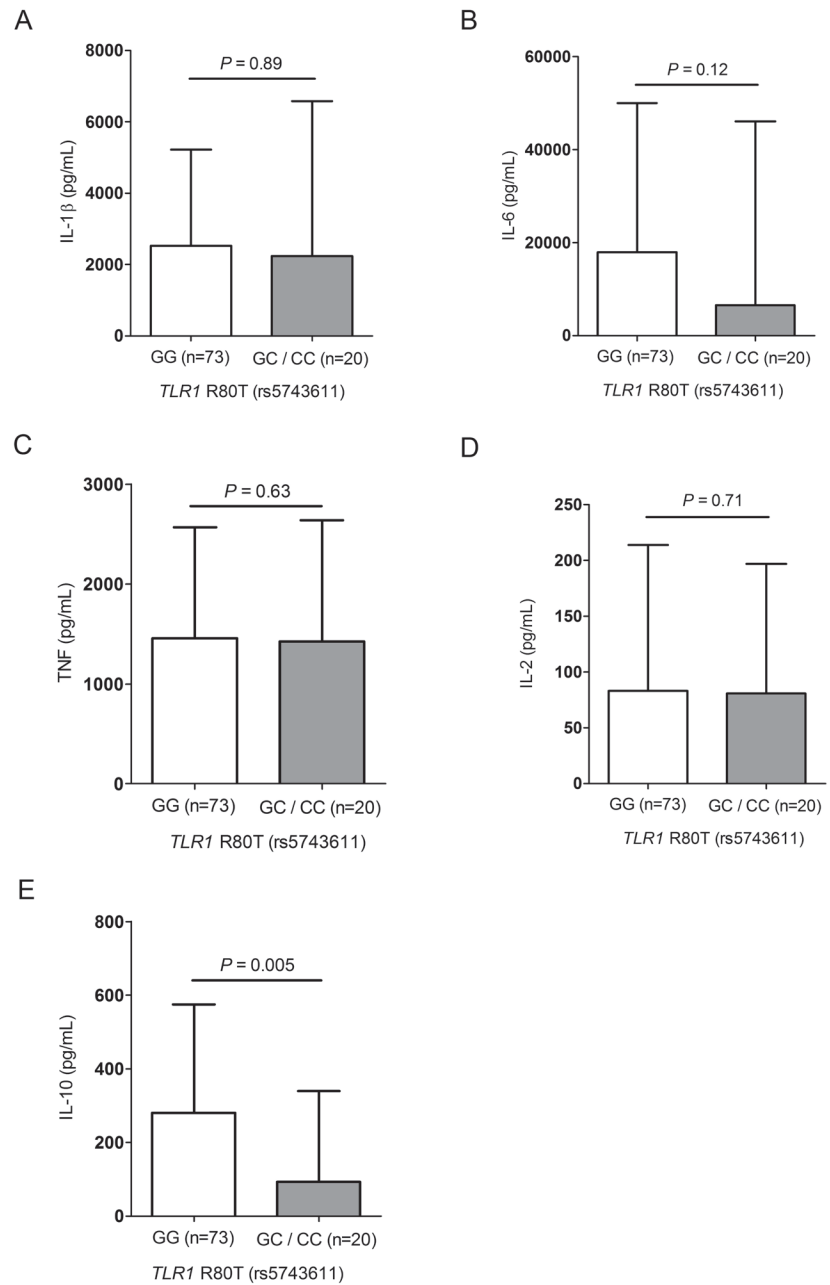 A
8000
6000
4000
2000
0
IL-1β (pg/mL)
P = 0.89
GG (n=73)
GC / CC (n=20)
TLR1 R80T (rs5743611)
B
60000
40000
20000
0
IL-6 (pg/mL)
P = 0.12
GG (n=73)
GC / CC (n=20)
TLR1 R80T (rs5743611)
C
3000
2000
1000
0
TNF (pg/mL)
P = 0.63
GG (n=73)
GC / CC (n=20)
TLR1 R80T (rs5743611)
D
250
200
150
100
50
0
IL-2 (pg/mL)
P = 0.71
GG (n=73)
GC / CC (n=20)
TLR1 R80T (rs5743611)
E
800
600
400
200
0
IL-10 (pg/mL)
P = 0.005
GG (n=73)
GC / CC (n=20)
TLR1 R80T (rs5743611)